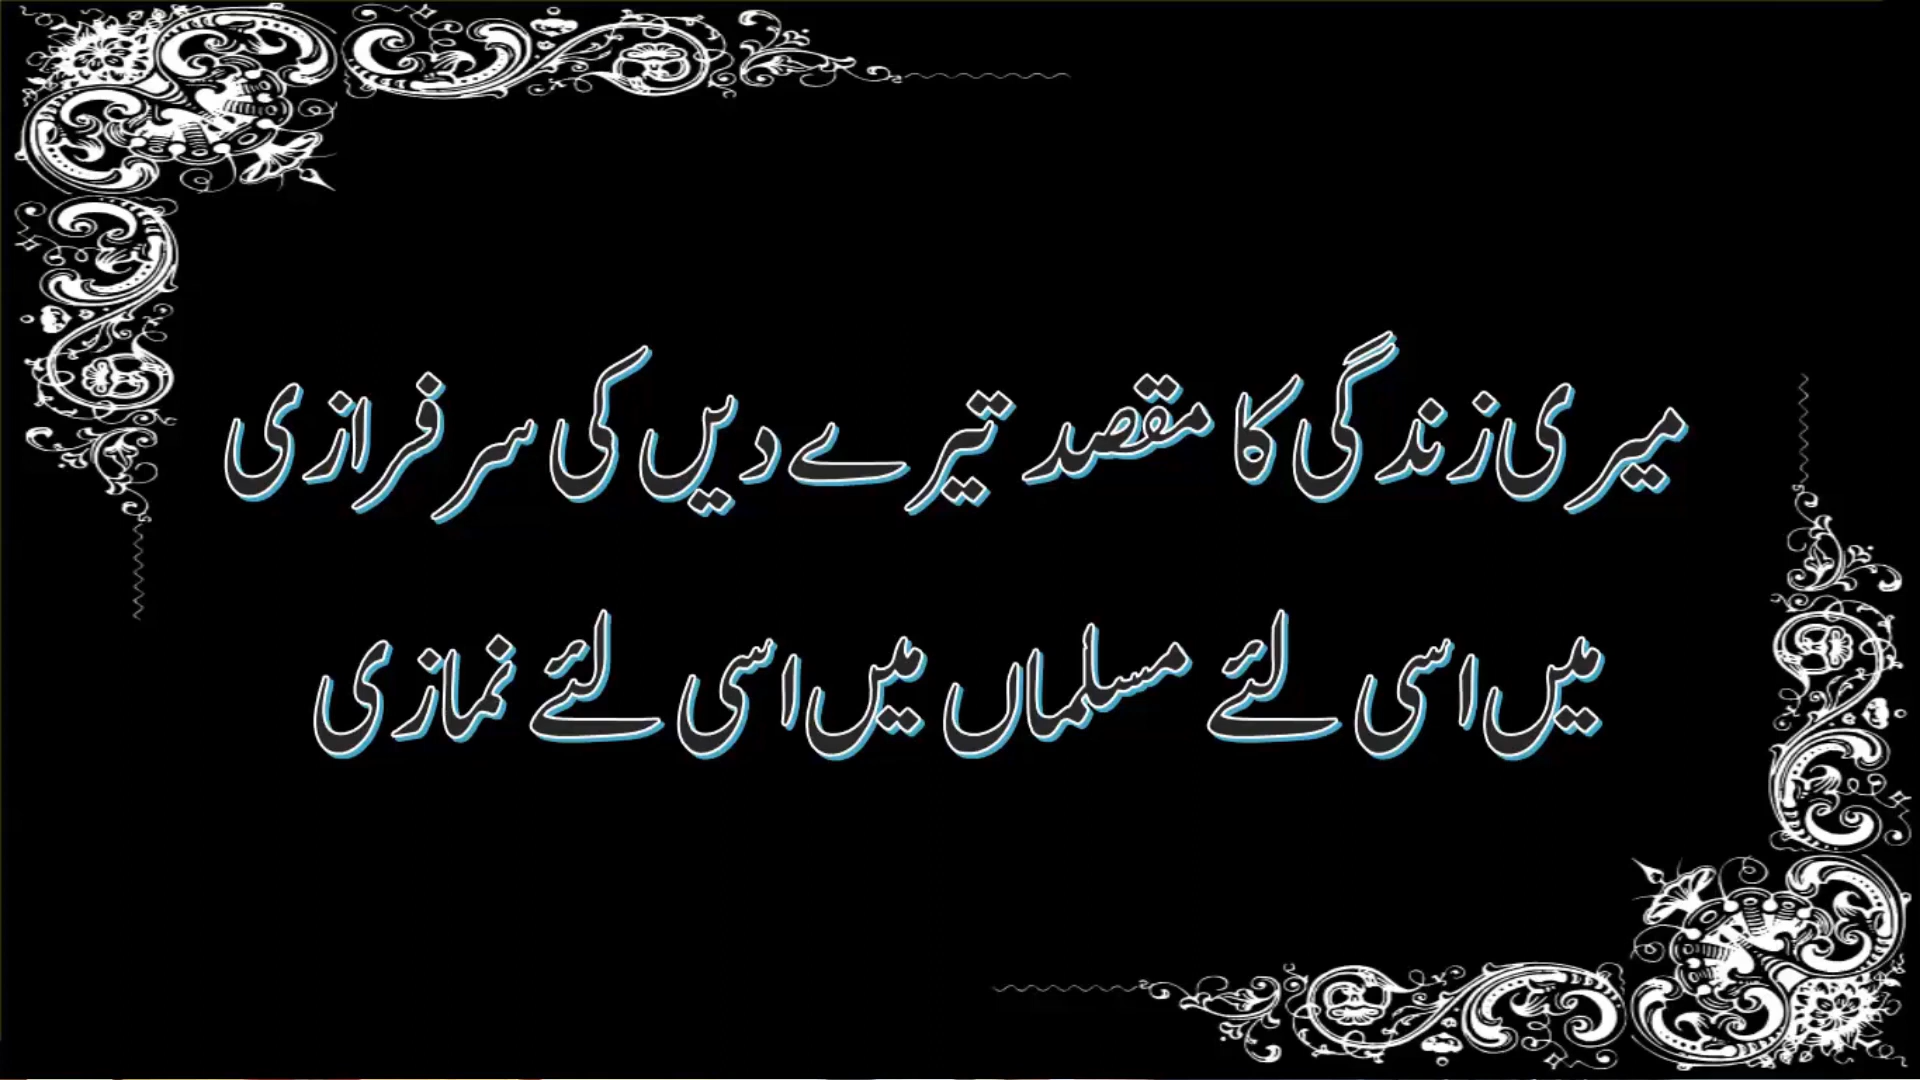 میری زندگی کا مقصد تیرے دیں کی سرفرازی
میں اسی لئے مسلماں میں اسی لئے نمازی